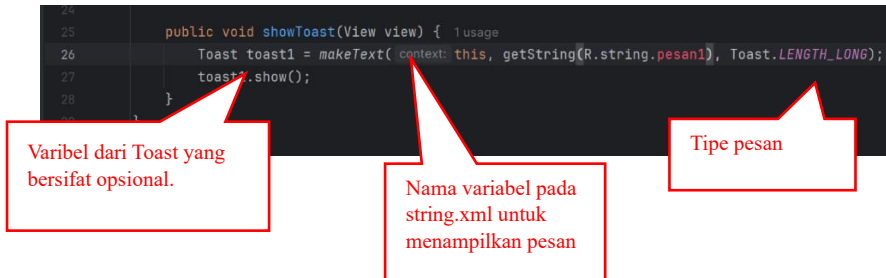 24
25 public void showToast(View view) { 1 usage
26 Toast toast1 = makeText( context: this, getString(R.string.pesan1), Toast.LENGTH_LONG);
27 toast1.show();
28 }
}
Varibel dari Toast yang
bersifat opsional.
Nama variabel pada
string.xml untuk
menampilkan pesan
Tipe pesan